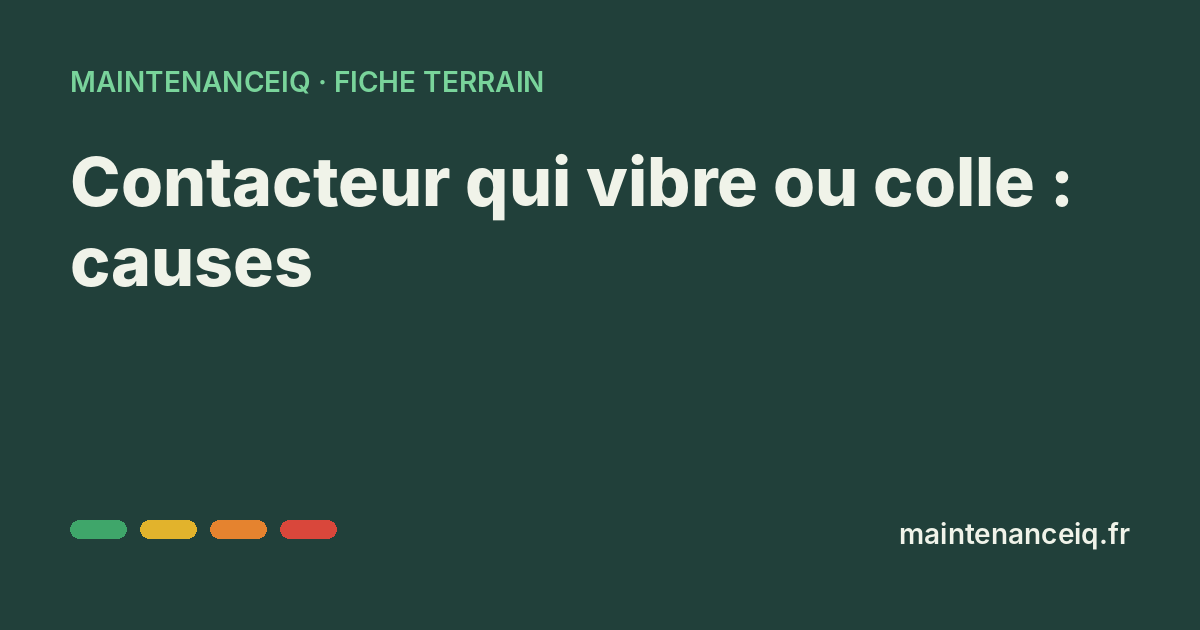 MAINTENANCEIQ · FICHE TERRAIN
Contacteur qui vibre ou colle :
causes
maintenanceiq.fr